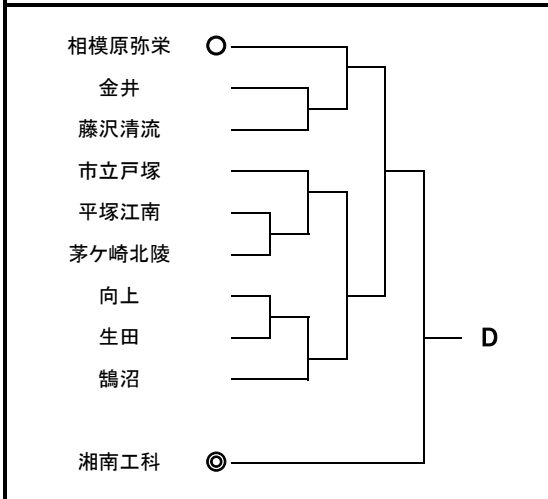 相模原弥栄 ○
金井
藤沢清流
市立戸塚
平塚江南
茅ケ崎北陵
向上
生田
鵠沼
D
湘南工科 ◎